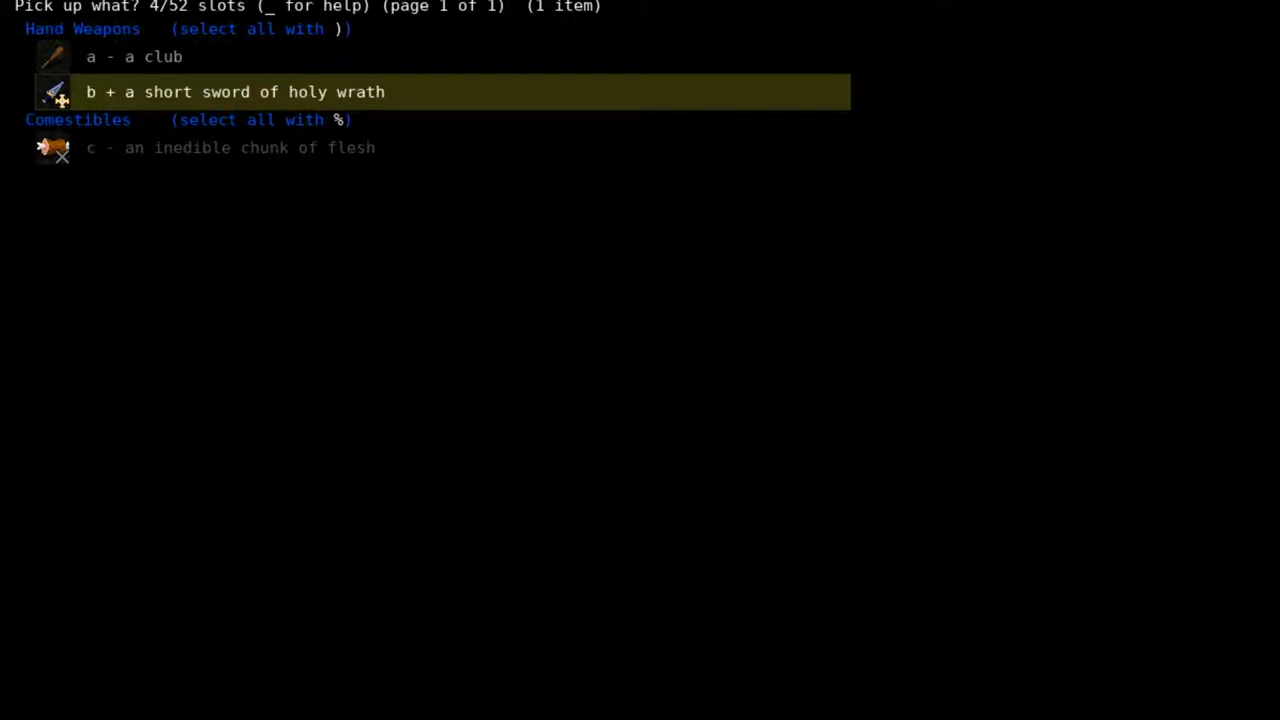 Pick up what? 4/52 slots (_ for help) (page 1 of 1)  (1 item)
Hand Weapons   (select all with ))
a - a club
b + a short sword of holy wrath
Comestibles    (select all with %)
c - an inedible chunk of flesh